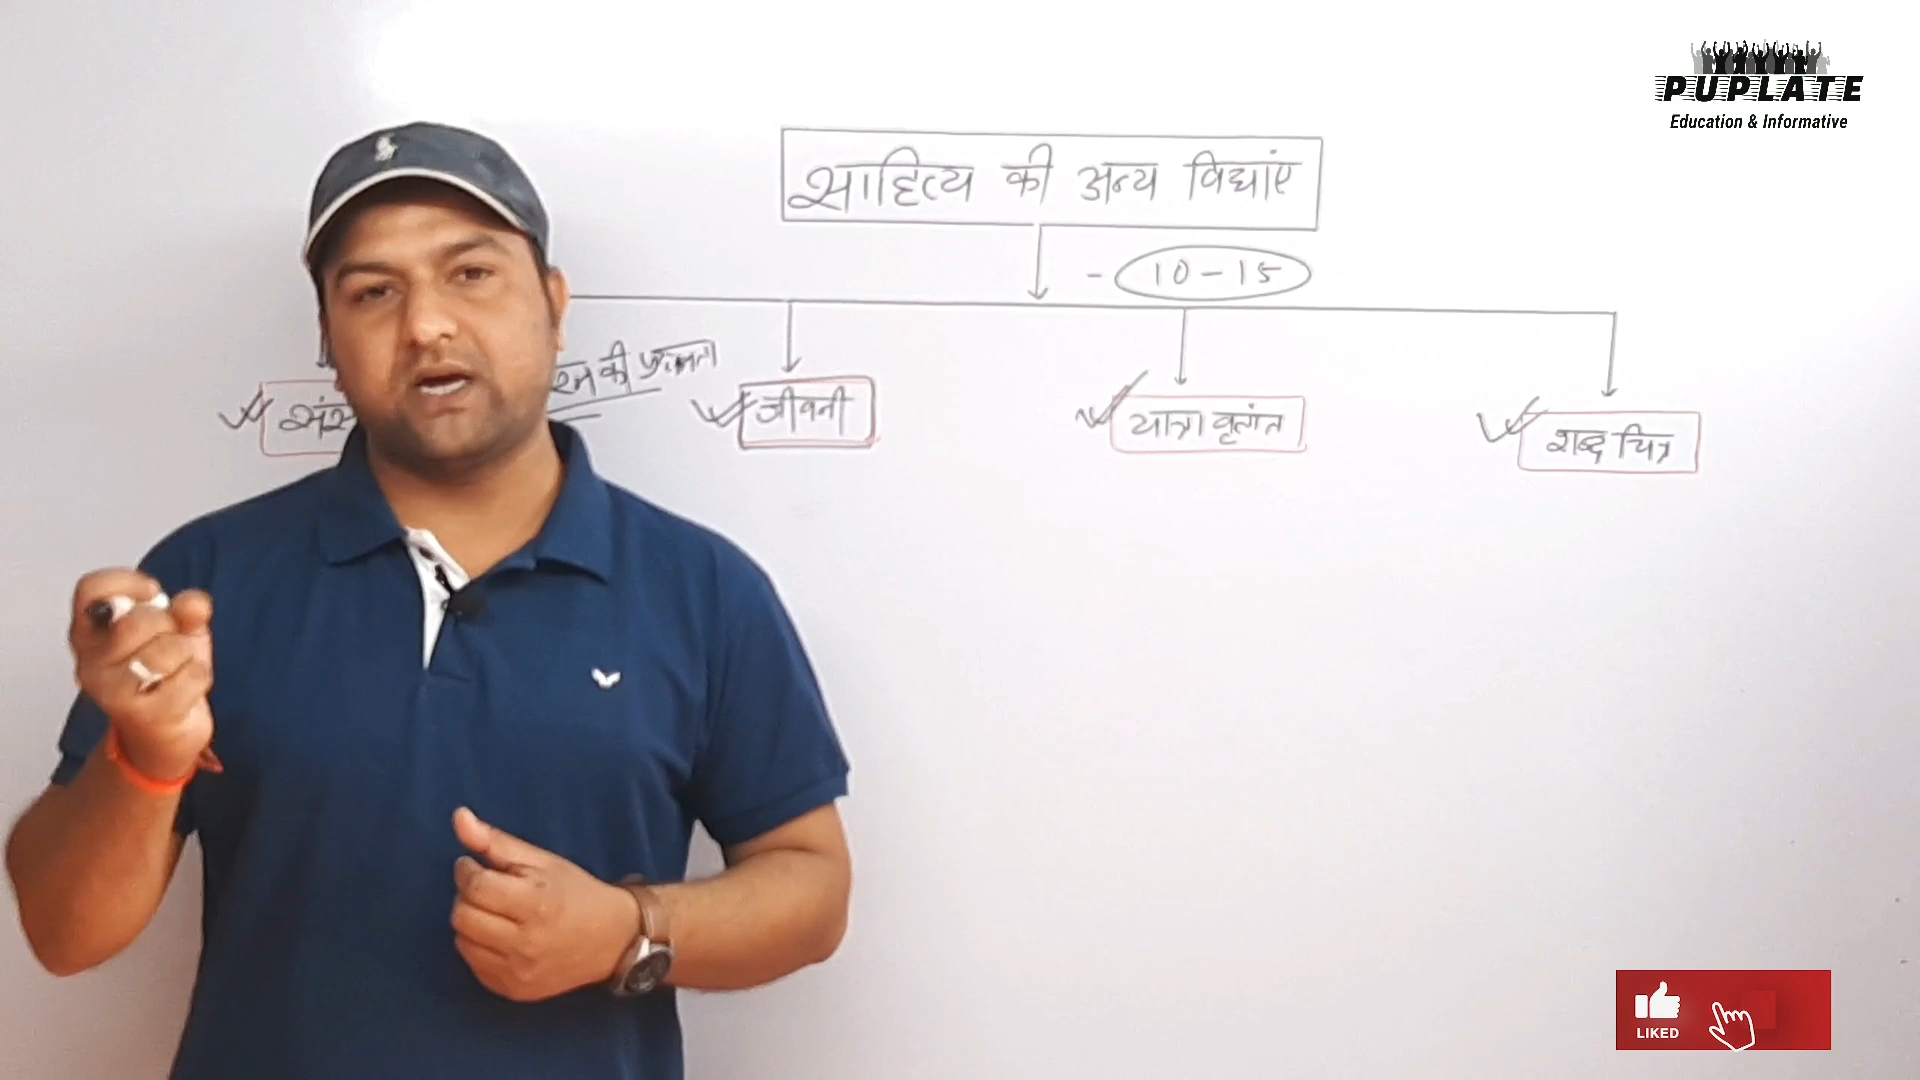 PUPLATE
Education & Informative
साहित्य की अन्य विधाएं
- 10-15
की
संस्
जीवनी
यात्रा वृतांत
शब्द चित्र
LIKED